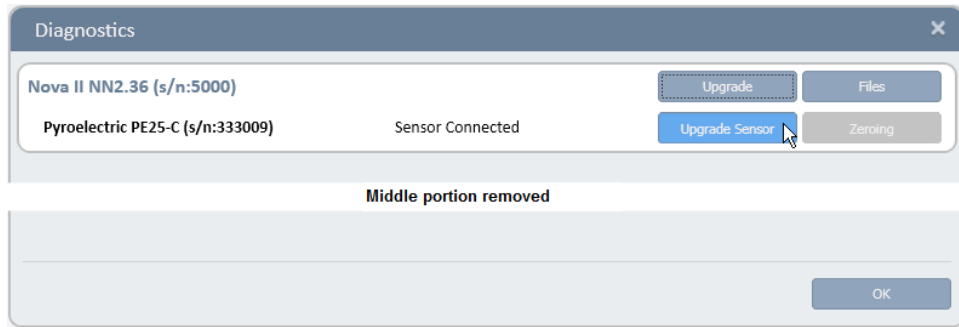 Diagnostics
Nova II NN2.36 (s/n:5000) Upgrade Files
Pyroelectric PE25-C (s/n:333009) Sensor Connected Upgrade Sensor Zeroing
Middle portion removed
OK